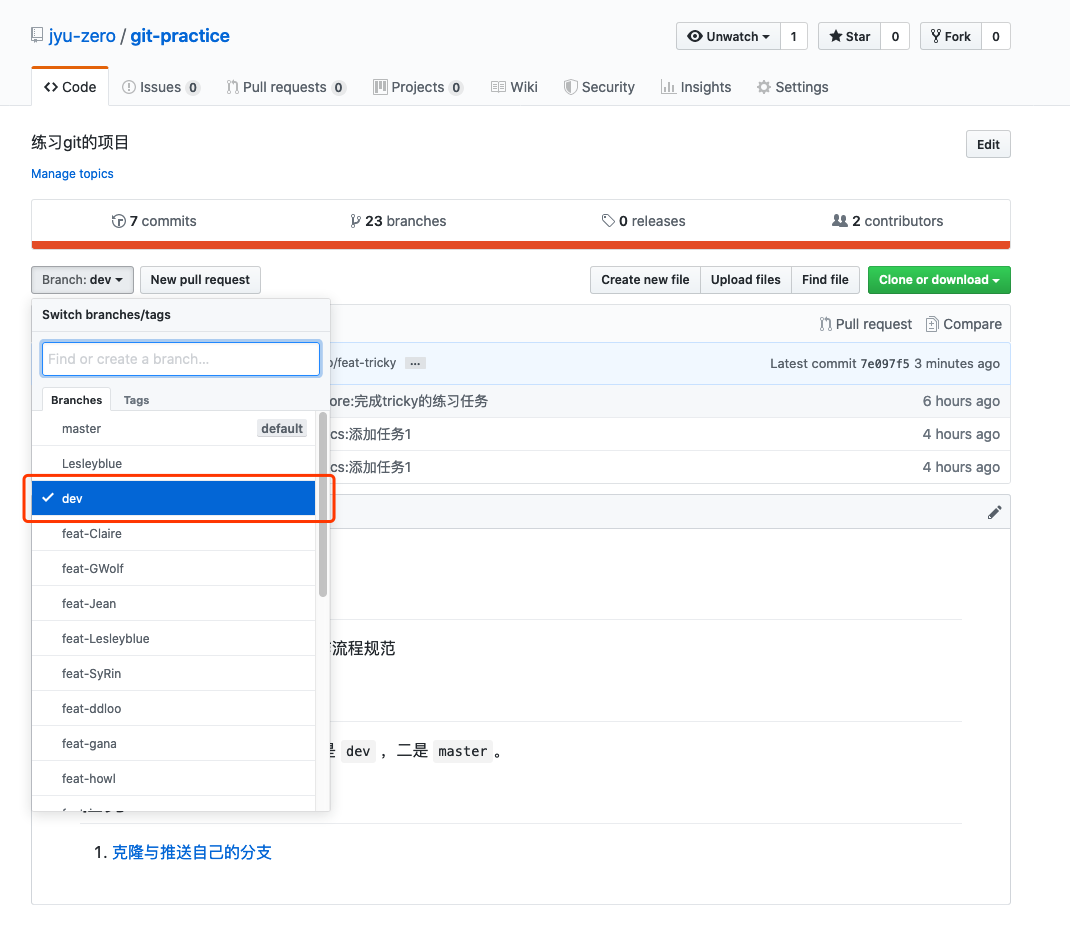 jyu-zero / git-practice
Unwatch 1 Star 0 Fork 0
Code Issues 0 Pull requests 0 Projects 0 Wiki Security Insights Settings
练习git的项目
Edit
Manage topics
7 commits 23 branches 0 releases 2 contributors
Branch: dev New pull request Create new file Upload files Find file Clone or download
Switch branches/tags
Pull request Compare
Find or create a branch...
/feat-tricky ... Latest commit 7e097f5 3 minutes ago
Branches Tags
ore:完成tricky的练习任务 6 hours ago
master default
cs:添加任务1 4 hours ago
Lesleyblue
cs:添加任务1 4 hours ago
dev
feat-Claire
feat-GWolf
feat-Jean
feat-Lesleyblue
流程规范
feat-SyRin
feat-ddloo
feat-gana
是 dev ，二是 master 。
feat-howl
1. 克隆与推送自己的分支